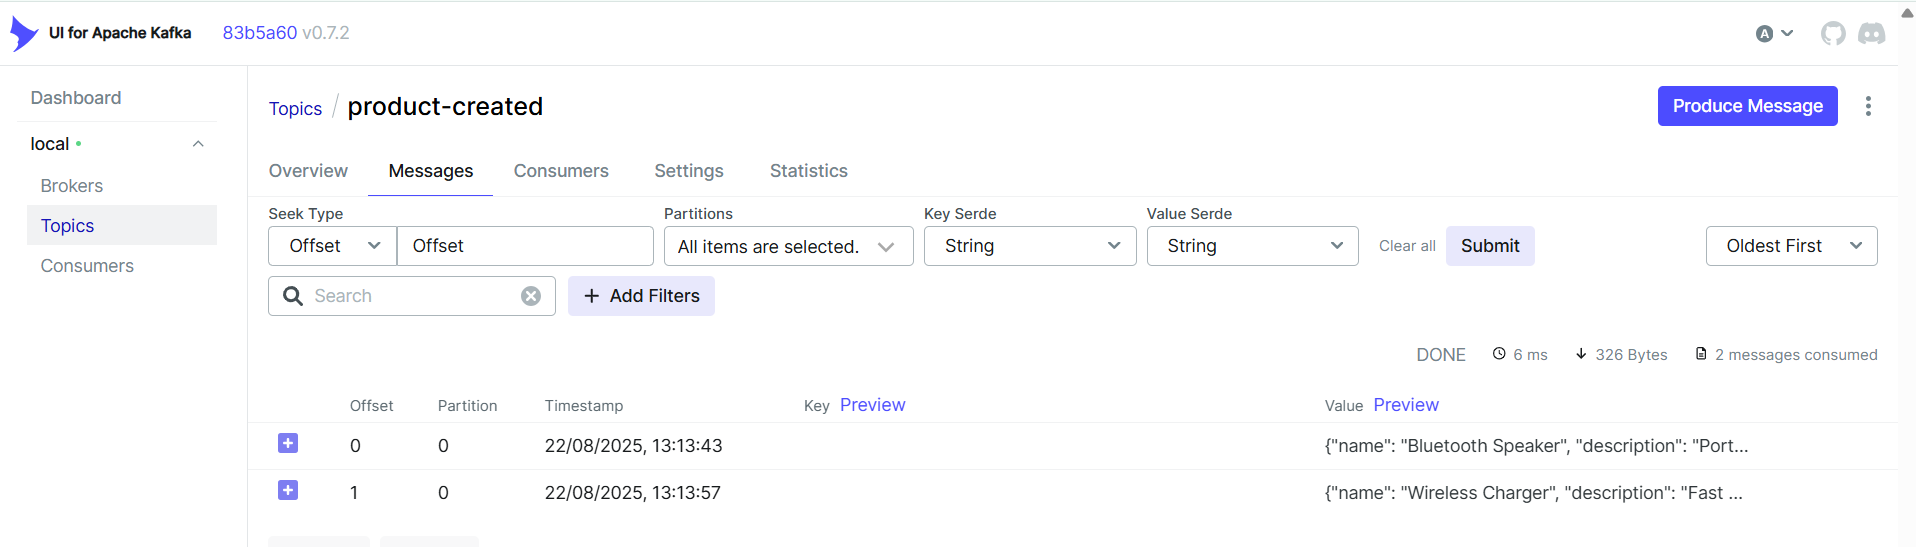 UI for Apache Kafka 83b5a60 v0.7.2 A
Dashboard
local
Brokers
Topics
Consumers
Topics / product-created
Produce Message
Overview Messages Consumers Settings Statistics
Seek Type Partitions Key Serde Value Serde
Offset Offset All items are selected. String String Clear all Submit Oldest First
Search + Add Filters
DONE 6 ms 326 Bytes 2 messages consumed
Offset Partition Timestamp Key Preview Value Preview
0 0 22/08/2025, 13:13:43 {"name": "Bluetooth Speaker", "description": "Port...
1 0 22/08/2025, 13:13:57 {"name": "Wireless Charger", "description": "Fast ...